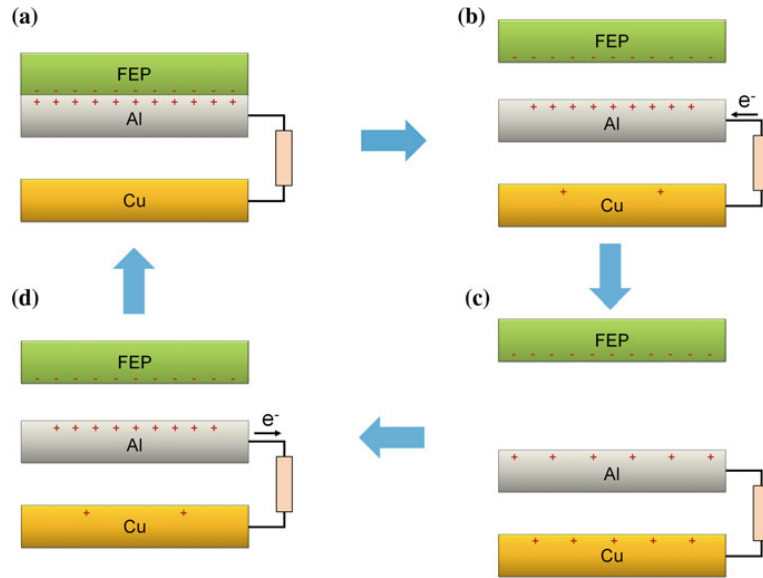 (a)
FEP
- - - - - - - - - -
+ + + + + + + + + + +
Al
Cu
(b)
FEP
- - - - - - - - - -
+ + + + + + + + + e-
Al
+ +
Cu
(d)
FEP
- - - - - - - - - -
+ + + + + + + + + e-
Al
+ +
Cu
(c)
FEP
- - - - - - - - - -
+ + + + + +
Al
+ + + + +
Cu